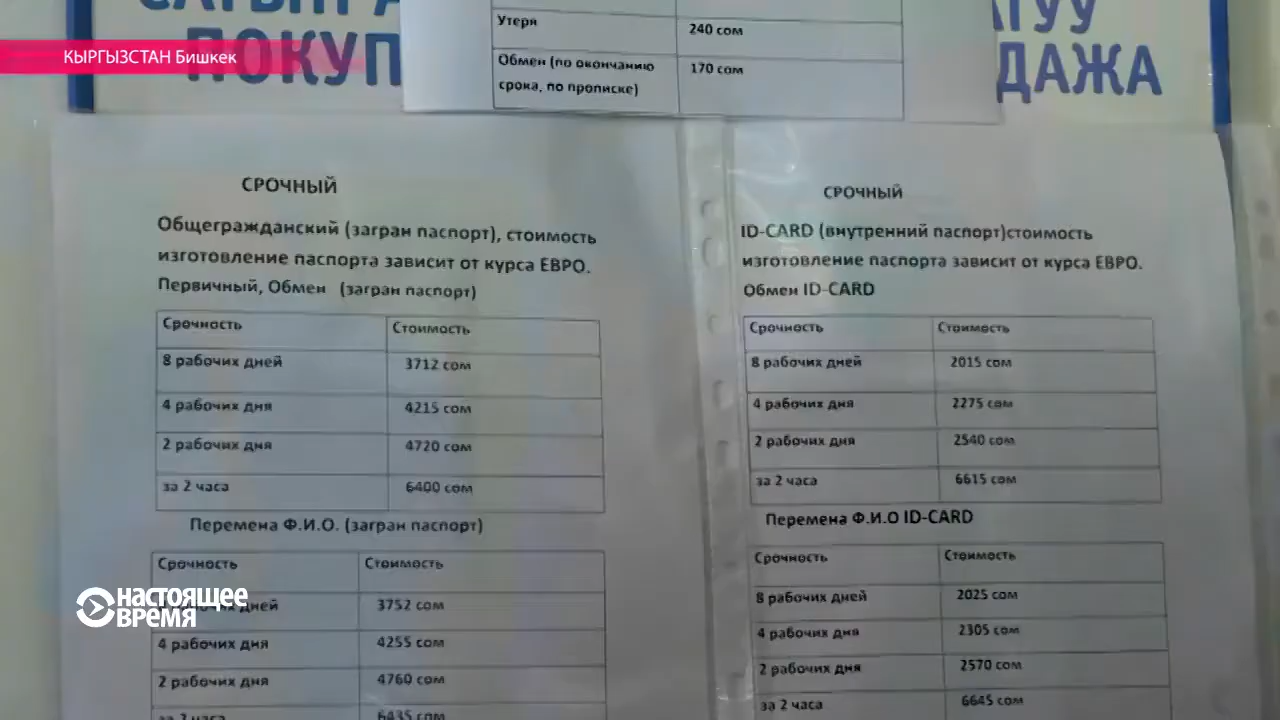 КЫРГЫЗСТАН Бишкек
ПОКУП
АТУУ
ДАЖА
Утеря 240 сом
Обмен (по окончанию срока, по прописке) 170 сом
СРОЧНЫЙ
Общегражданский (загран паспорт), стоимость
изготовление паспорта зависит от курса ЕВРО.
Первичный, Обмен (загран паспорт)
Срочность Стоимость
8 рабочих дней 3712 сом
4 рабочих дня 4215 сом
2 рабочих дня 4720 сом
за 2 часа 6400 сом
Перемена Ф.И.О. (загран паспорт)
Срочность Стоимость
дней 3752 сом
4 рабочих дня 4255 сом
2 рабочих дня 4760 сом
за 2 часа 6435 сом
СРОЧНЫЙ
ID-CARD (внутренний паспорт)стоимость
изготовление паспорта зависит от курса ЕВРО.
Обмен ID-CARD
Срочность Стоимость
8 рабочих дней 2015 сом
4 рабочих дня 2275 сом
2 рабочих дня 2540 сом
за 2 часа 6615 сом
Перемена Ф.И.О ID-CARD
Срочность Стоимость
8 рабочих дней 2025 сом
4 рабочих дня 2305 сом
2 рабочих дня 2570 сом
за 2 часа 6645 сом
НАСТОЯЩЕЕ
ВРЕМЯ